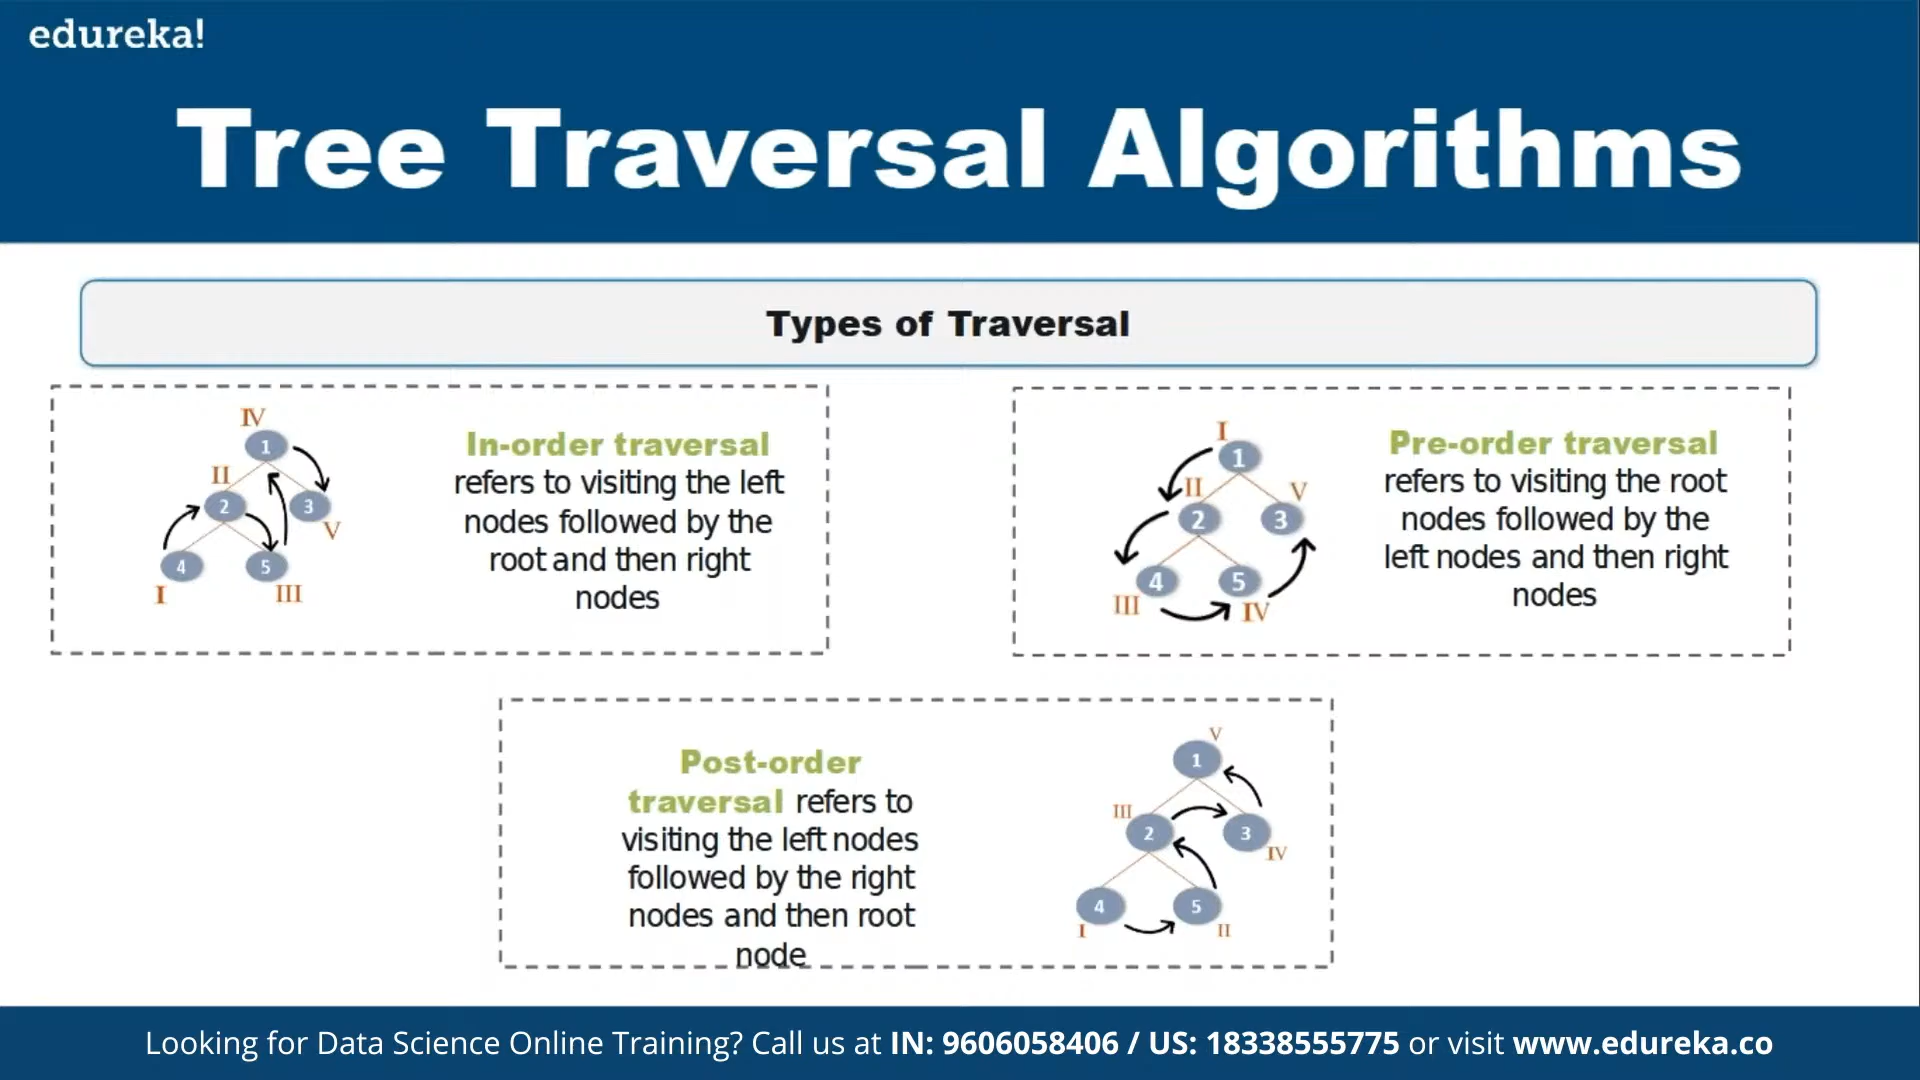 edureka!
Tree Traversal Algorithms
Types of Traversal
IV
1
II
2
3
V
4
5
I
III
In-order traversal
refers to visiting the left
nodes followed by the
root and then right
nodes
I
1
II
V
2
3
4
5
III
IV
Pre-order traversal
refers to visiting the root
nodes followed by the
left nodes and then right
nodes
Post-order
traversal refers to
visiting the left nodes
followed by the right
nodes and then root
node
V
1
III
2
3
IV
4
5
I
II
Looking for Data Science Online Training? Call us at IN: 9606058406 / US: 18338555775 or visit www.edureka.co